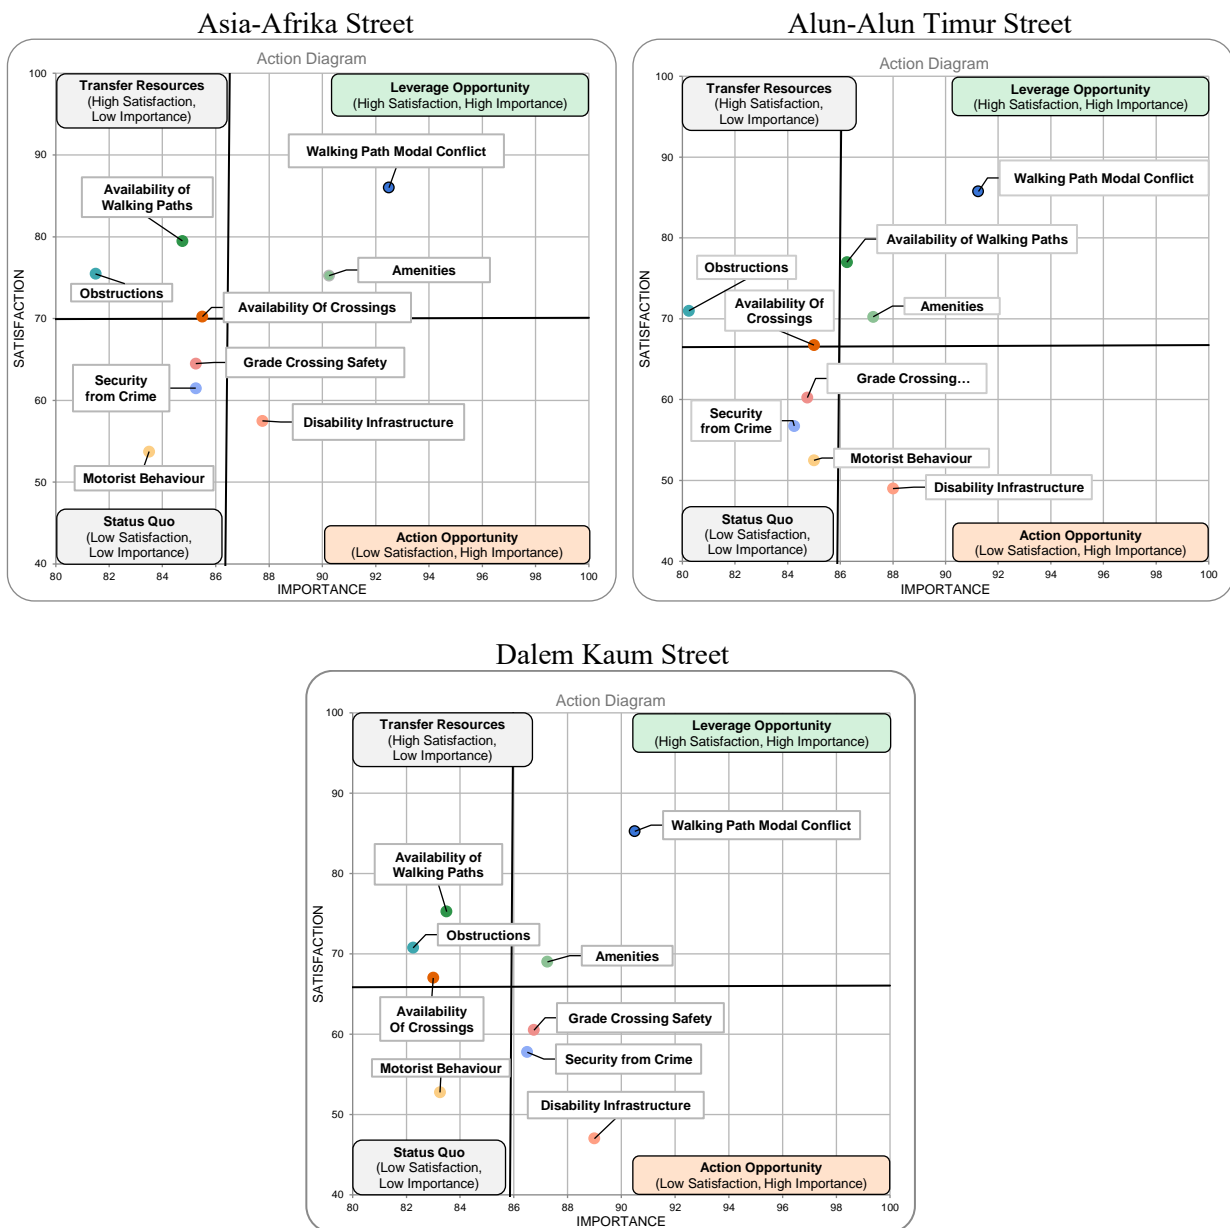 Asia-Afrika Street
Action Diagram
Transfer Resources
(High Satisfaction,
Low Importance)
Leverage Opportunity
(High Satisfaction, High Importance)
Walking Path Modal Conflict
Availability of
Walking Paths
Obstructions
Amenities
Availability Of Crossings
Grade Crossing Safety
Security
from Crime
Disability Infrastructure
Motorist Behaviour
Status Quo
(Low Satisfaction,
Low Importance)
Action Opportunity
(Low Satisfaction, High Importance)
SATISFACTION
100
90
80
70
60
50
40
80 82 84 86 88 90 92 94 96 98 100
IMPORTANCE
Alun-Alun Timur Street
Action Diagram
Transfer Resources
(High Satisfaction,
Low Importance)
Leverage Opportunity
(High Satisfaction, High Importance)
Walking Path Modal Conflict
Availability of Walking Paths
Obstructions
Availability Of
Crossings
Amenities
Grade Crossing...
Security
from Crime
Motorist Behaviour
Disability Infrastructure
Status Quo
(Low Satisfaction,
Low Importance)
Action Opportunity
(Low Satisfaction, High Importance)
SATISFACTION
100
90
80
70
60
50
40
80 82 84 86 88 90 92 94 96 98 100
IMPORTANCE
Dalem Kaum Street
Action Diagram
Transfer Resources
(High Satisfaction,
Low Importance)
Leverage Opportunity
(High Satisfaction, High Importance)
Walking Path Modal Conflict
Availability of
Walking Paths
Obstructions
Amenities
Availability
Of Crossings
Grade Crossing Safety
Security from Crime
Motorist Behaviour
Disability Infrastructure
Status Quo
(Low Satisfaction,
Low Importance)
Action Opportunity
(Low Satisfaction, High Importance)
SATISFACTION
100
90
80
70
60
50
40
80 82 84 86 88 90 92 94 96 98 100
IMPORTANCE